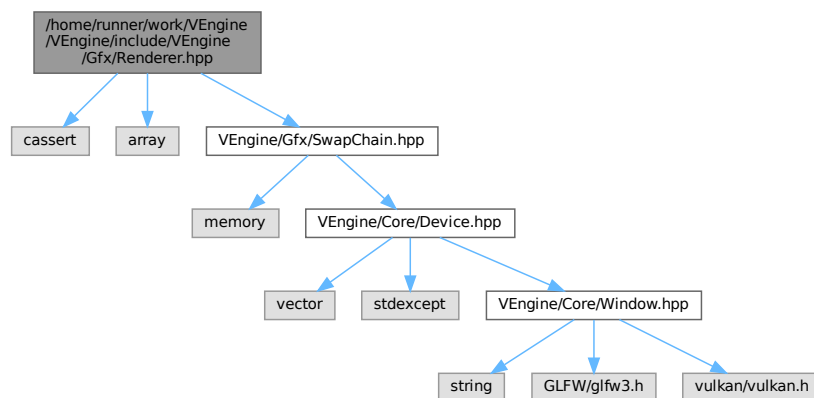 /home/runner/work/VEngine
/VEngine/include/VEngine
/Gfx/Renderer.hpp
cassert
array
VEngine/Gfx/SwapChain.hpp
memory
VEngine/Core/Device.hpp
vector
stdexcept
VEngine/Core/Window.hpp
string
GLFW/glfw3.h
vulkan/vulkan.h